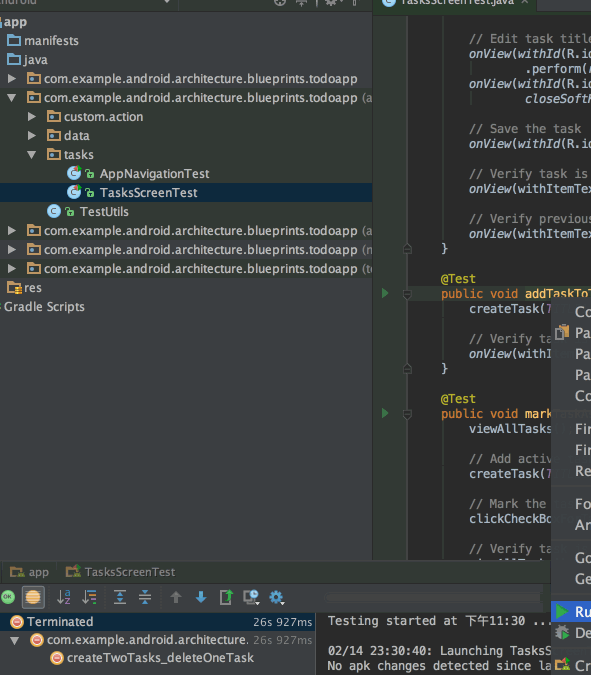 android
app
manifests
java
com.example.android.architecture.blueprints.todoapp
com.example.android.architecture.blueprints.todoapp (a
custom.action
data
tasks
AppNavigationTest
TasksScreenTest
TestUtils
com.example.android.architecture.blueprints.todoapp (a
com.example.android.architecture.blueprints.todoapp (n
com.example.android.architecture.blueprints.todoapp (to
res
Gradle Scripts
TasksScreenTest.java
// Edit task title
onView(withId(R.id
.perform(
onView(withId(R.id
closeSoftK
// Save the task
onView(withId(R.id
// Verify task is
onView(withItemTex
// Verify previous
onView(withItemTex
}
@Test
public void addTaskToT
createTask(T
// Verify ta
onView(withI
}
@Test
public void mark
viewAllTasks
// Add activ
createTask(T
// Mark the
clickCheckBo
// Verify ta
Co
Pa
Pa
Pa
Co
Fin
Fin
Re
Fo
An
Go
Ge
Ru
De
Cr
app
TasksScreenTest
OK
Terminated
26s 927ms
com.example.android.architecture.
26s 927ms
createTwoTasks_deleteOneTask
Testing started at 下午11:30 ...
02/14 23:30:40: Launching TasksS
No apk changes detected since la